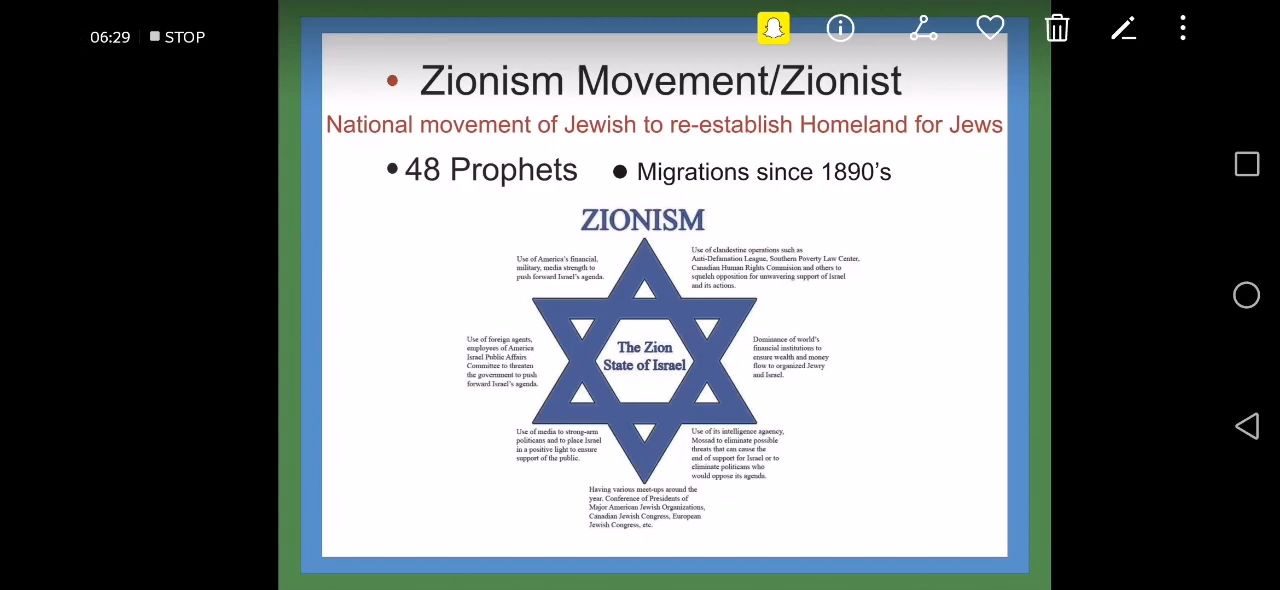 06:29 STOP
Zionism Movement/Zionist
National movement of Jewish to re-establish Homeland for Jews
48 Prophets
Migrations since 1890's
ZIONISM
Use of America's financial,
military, media strength to
push forward Israel's agenda.
Use of clandestine operations such as
Anti-Defamation League, Southern Poverty Law Center,
Canadian Human Rights Commision and others to
squelch opposition for unwavering support of Israel
and its actions.
Use of foreign agents,
employees of America
Israel Public Affairs
Committee to threaten
the government to push
forward Israel's agenda.
The Zion
State of Israel
Dominance of world's
financial institutions to
ensure wealth and money
flow to organized Jewry
and Israel.
Use of media to strong-arm
politicans and to place Israel
in a positive light to ensure
support of the public.
Use of its intelligence agaency,
Mossad to eliminate possible
threats that can cause the
end of support for Israel or to
eliminate politicans who
would oppose its agenda.
Having various meet-ups around the
year. Conference of Presidents of
Major American Jewish Organizations,
Canadian Jewish Congress, European
Jewish Congress, etc.